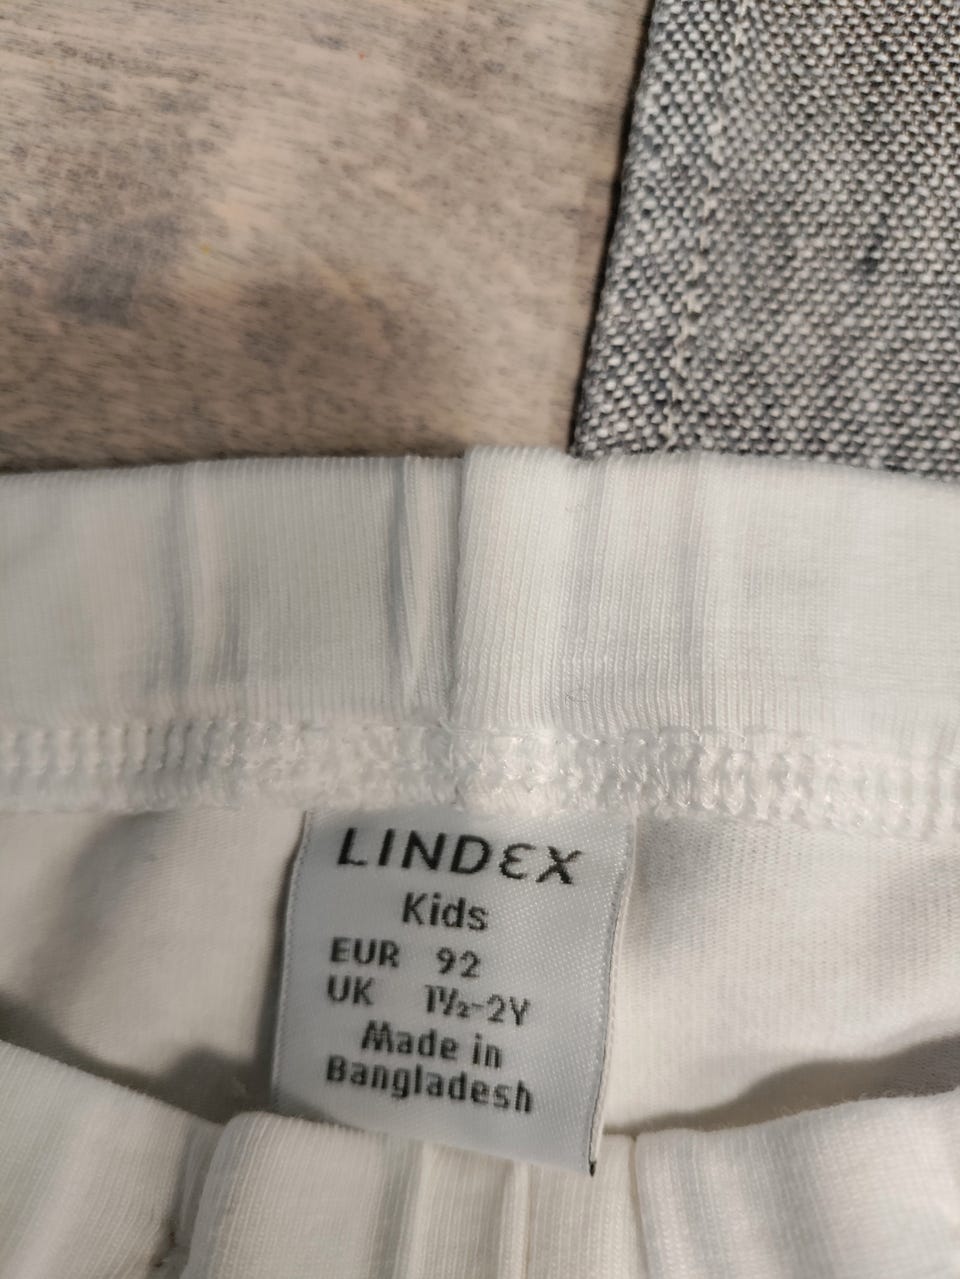 LINDEX
Kids
EUR 92
UK 1½-2Y
Made in
Bangladesh